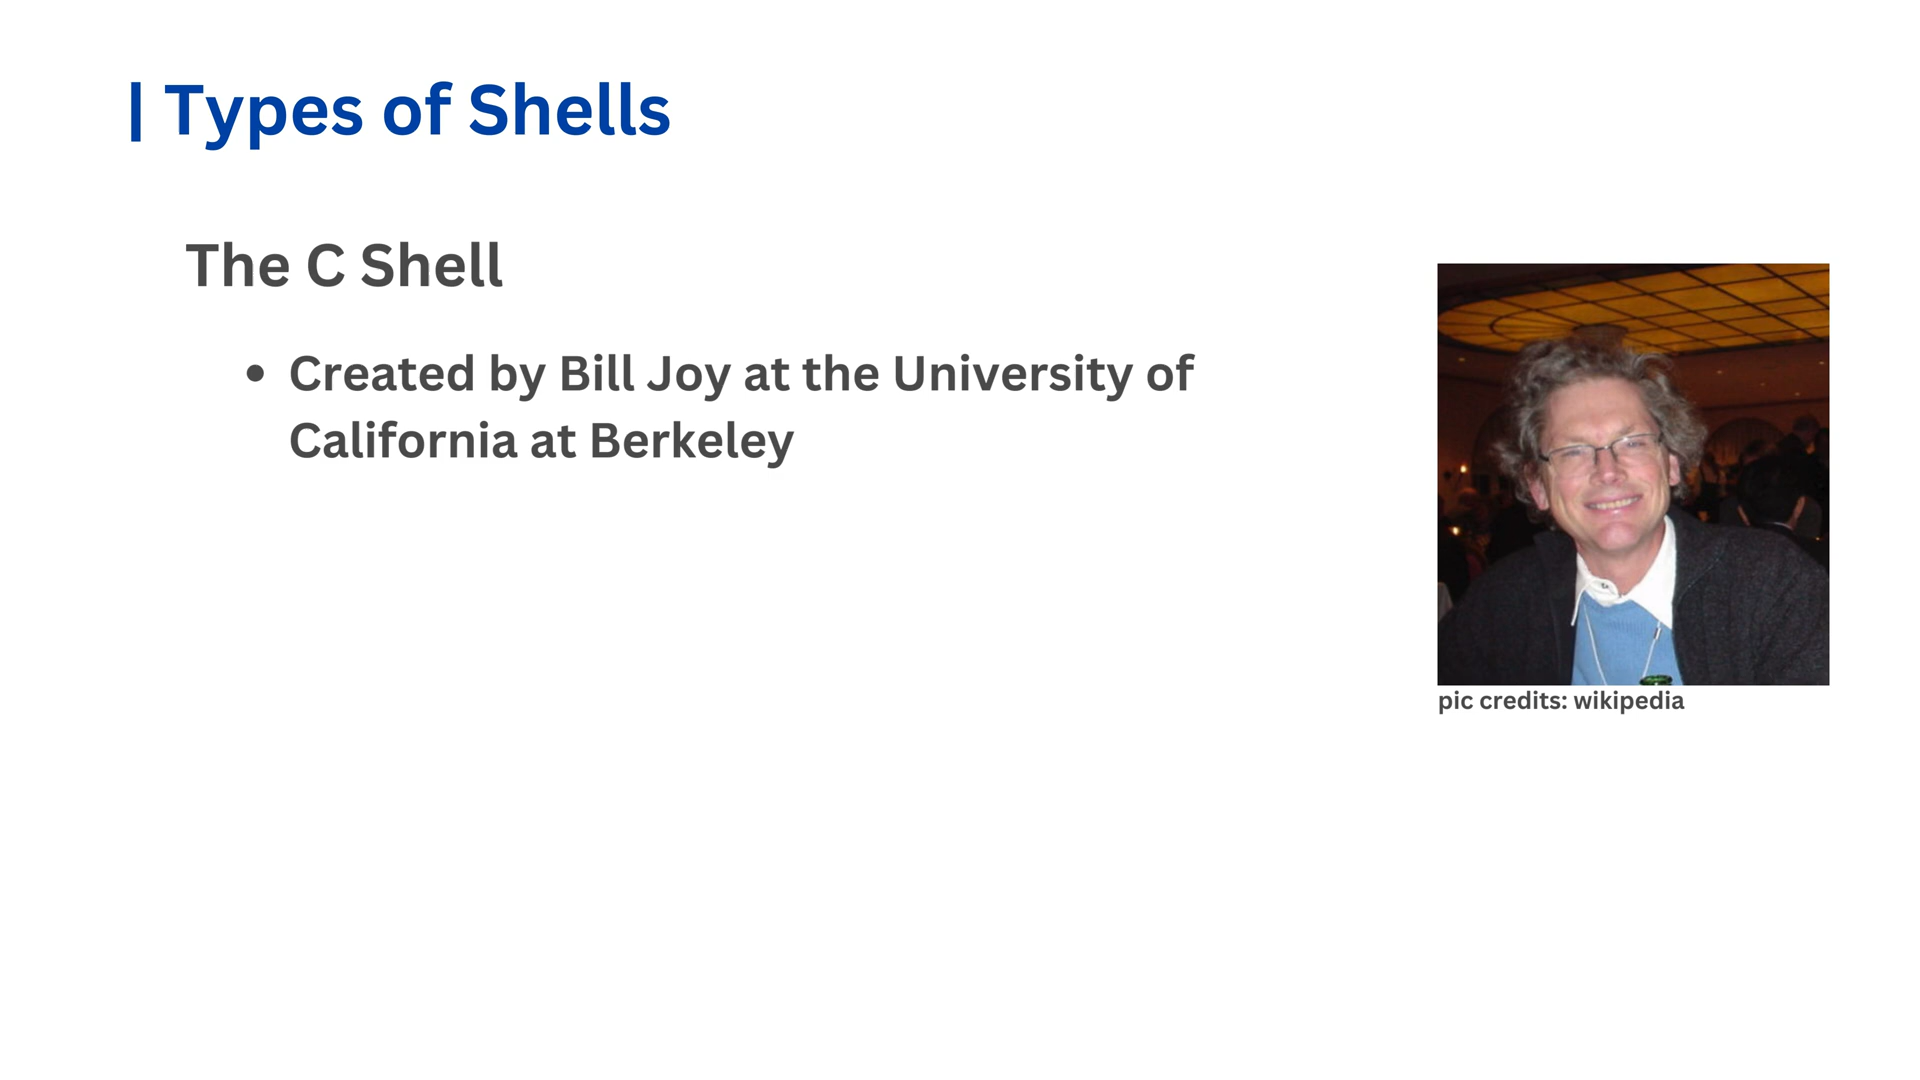 | Types of Shells
The C Shell
• Created by Bill Joy at the University of
California at Berkeley
pic credits: wikipedia